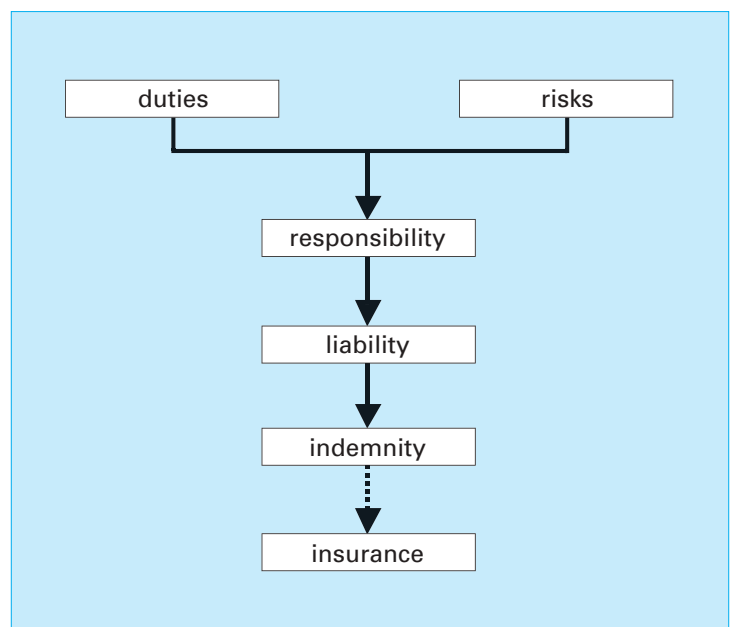 duties
risks
responsibility
liability
indemnity
insurance